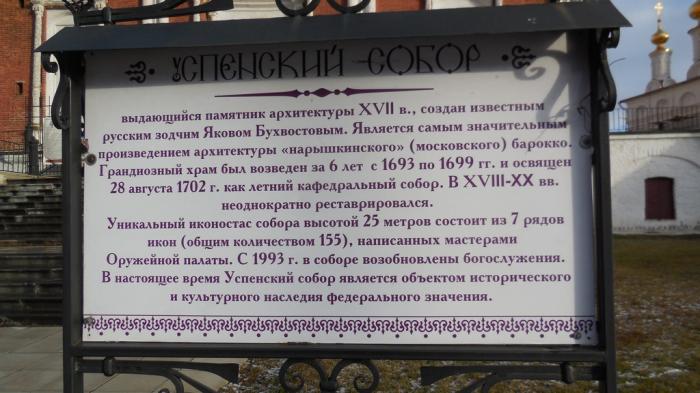 УСПЕНСКИЙ СОБОР
выдающийся памятник архитектуры XVII в., создан известным
русским зодчим Яковом Бухвостовым. Является самым значительным
произведением архитектуры «нарышкинского» (московского) барокко.
Грандиозный храм был возведен за 6 лет с 1693 по 1699 гг. и освящен
28 августа 1702 г. как летний кафедральный собор. В XVIII-XX вв.
неоднократно реставрировался.
Уникальный иконостас собора высотой 25 метров состоит из 7 рядов
икон (общим количеством 155), написанных мастерами
Оружейной палаты. С 1993 г. в соборе возобновлены богослужения.
В настоящее время Успенский собор является объектом исторического
и культурного наследия федерального значения.